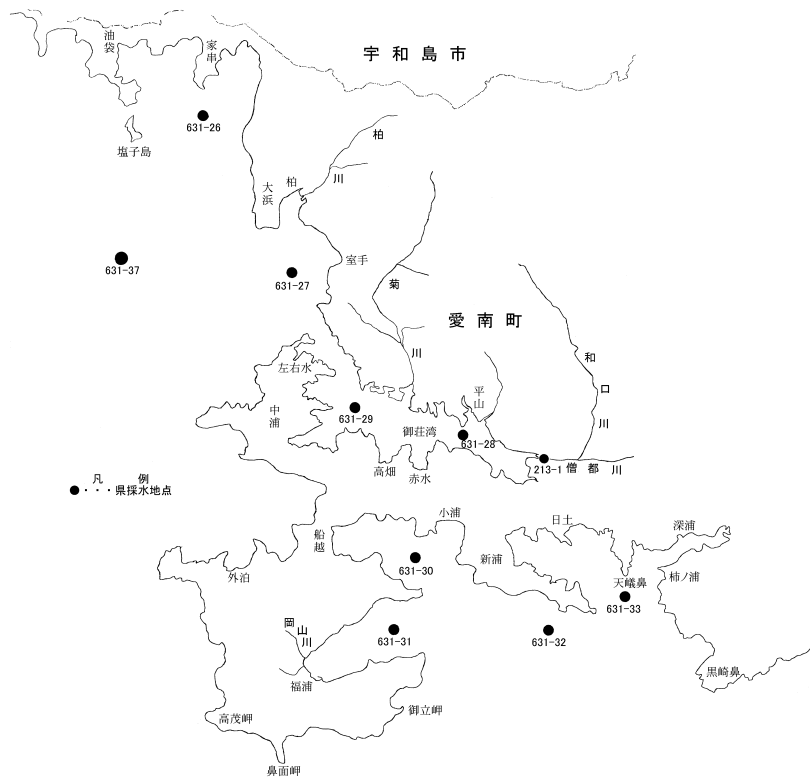 宇和島市
油袋
家串
631-26
塩子島
柏
川
柏
大浜
631-37
631-27
室手
菊
川
愛南町
和口川
左右水
中浦
631-29
平山
御荘湾
631-28
高畑
赤水
213-1
僧都川
凡 例
●・・・県採水地点
船越
小浦
日土
深浦
外泊
631-30
新浦
天嶬鼻
柿ノ浦
631-33
岡山川
631-31
631-32
福浦
黒崎鼻
高茂岬
御立岬
鼻面岬